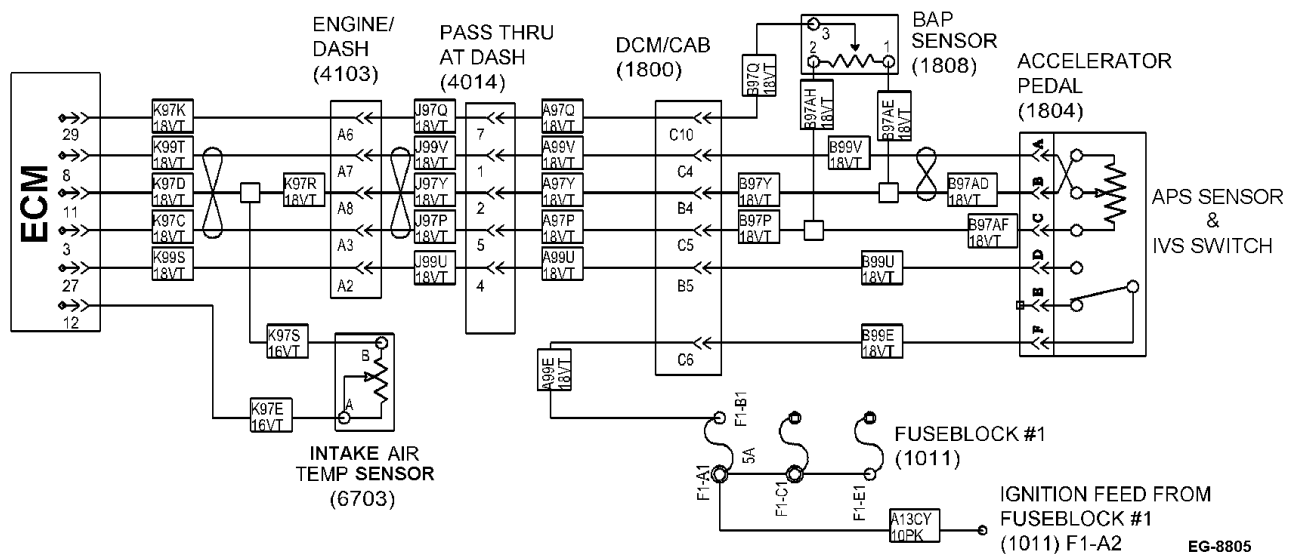 ENGINE/
DASH
(4103)
PASS THRU
AT DASH
(4014)
DCM/CAB
(1800)
BAP
SENSOR
(1808)
ACCELERATOR
PEDAL
(1804)
ECM
29
8
11
3
27
12
K97K
18VT
K99T
18VT
K97D
18VT
K97C
18VT
K99S
18VT
K97R
18VT
A6
A7
A8
A3
A2
J97Q
18VT
J99V
18VT
J97Y
18VT
J97P
18VT
J99U
18VT
7
1
2
5
4
A97Q
18VT
A99V
18VT
A97Y
18VT
A97P
18VT
A99U
18VT
C10
C4
B4
C5
B5
C6
B97Q
18VT
3
2
1
B97AH
18VT
B97AE
18VT
B99V
18VT
B97Y
18VT
B97AD
18VT
B97P
18VT
B97AF
18VT
B99U
18VT
B99E
18VT
A
B
C
D
E
F
APS SENSOR
&
IVS SWITCH
K97S
16VT
K97E
16VT
B
A
INTAKE AIR
TEMP SENSOR
(6703)
A99E
18VT
F1-B1
5A
F1-A1
F1-C1
F1-E1
FUSEBLOCK #1
(1011)
A13CY
10PK
IGNITION FEED FROM
FUSEBLOCK #1
(1011) F1-A2
EG-8805